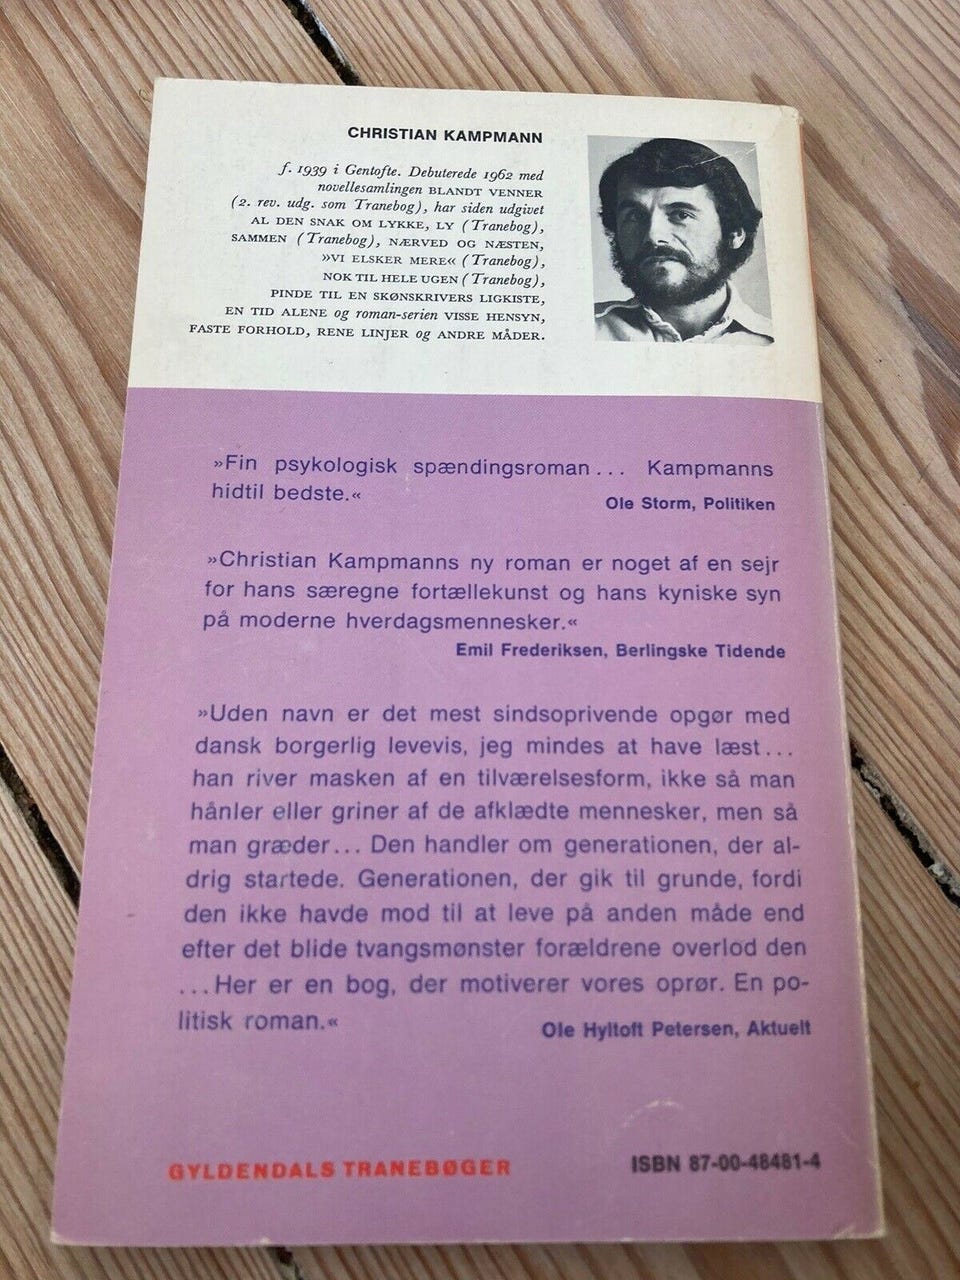 CHRISTIAN KAMPMANN
f. 1939 i Gentofte. Debuterede 1962 med
novellesamlingen BLANDT VENNER
(2. rev. udg. som Tranebog), har siden udgivet
AL DEN SNAK OM LYKKE, LY (Tranebog),
SAMMEN (Tranebog), NÆRVED OG NÆSTEN,
»VI ELSKER MERE« (Tranebog),
NOK TIL HELE UGEN (Tranebog),
PINDE TIL EN SKØNSKRIVERS LIGKISTE,
EN TID ALENE og roman-serien VISSE HENSYN,
FASTE FORHOLD, RENE LINJER og ANDRE MÅDER.
»Fin psykologisk spændingsroman... Kampmanns
hidtil bedste.«
Ole Storm, Politiken
»Christian Kampmanns ny roman er noget af en sejr
for hans særegne fortællekunst og hans kyniske syn
på moderne hverdagsmennesker.«
Emil Frederiksen, Berlingske Tidende
»Uden navn er det mest sindsoprivende opgør med
dansk borgerlig levevis, jeg mindes at have læst...
han river masken af en tilværelsesform, ikke så man
hånler eller griner af de afklædte mennesker, men så
man græder... Den handler om generationen, der al-
drig startede. Generationen, der gik til grunde, fordi
den ikke havde mod til at leve på anden måde end
efter det blide tvangsmønster forældrene overlod den
...Her er en bog, der motiverer vores oprør. En po-
litisk roman.«
Ole Hyltoft Petersen, Aktuelt
GYLDENDALS TRANEBØGER
ISBN 87-00-48481-4